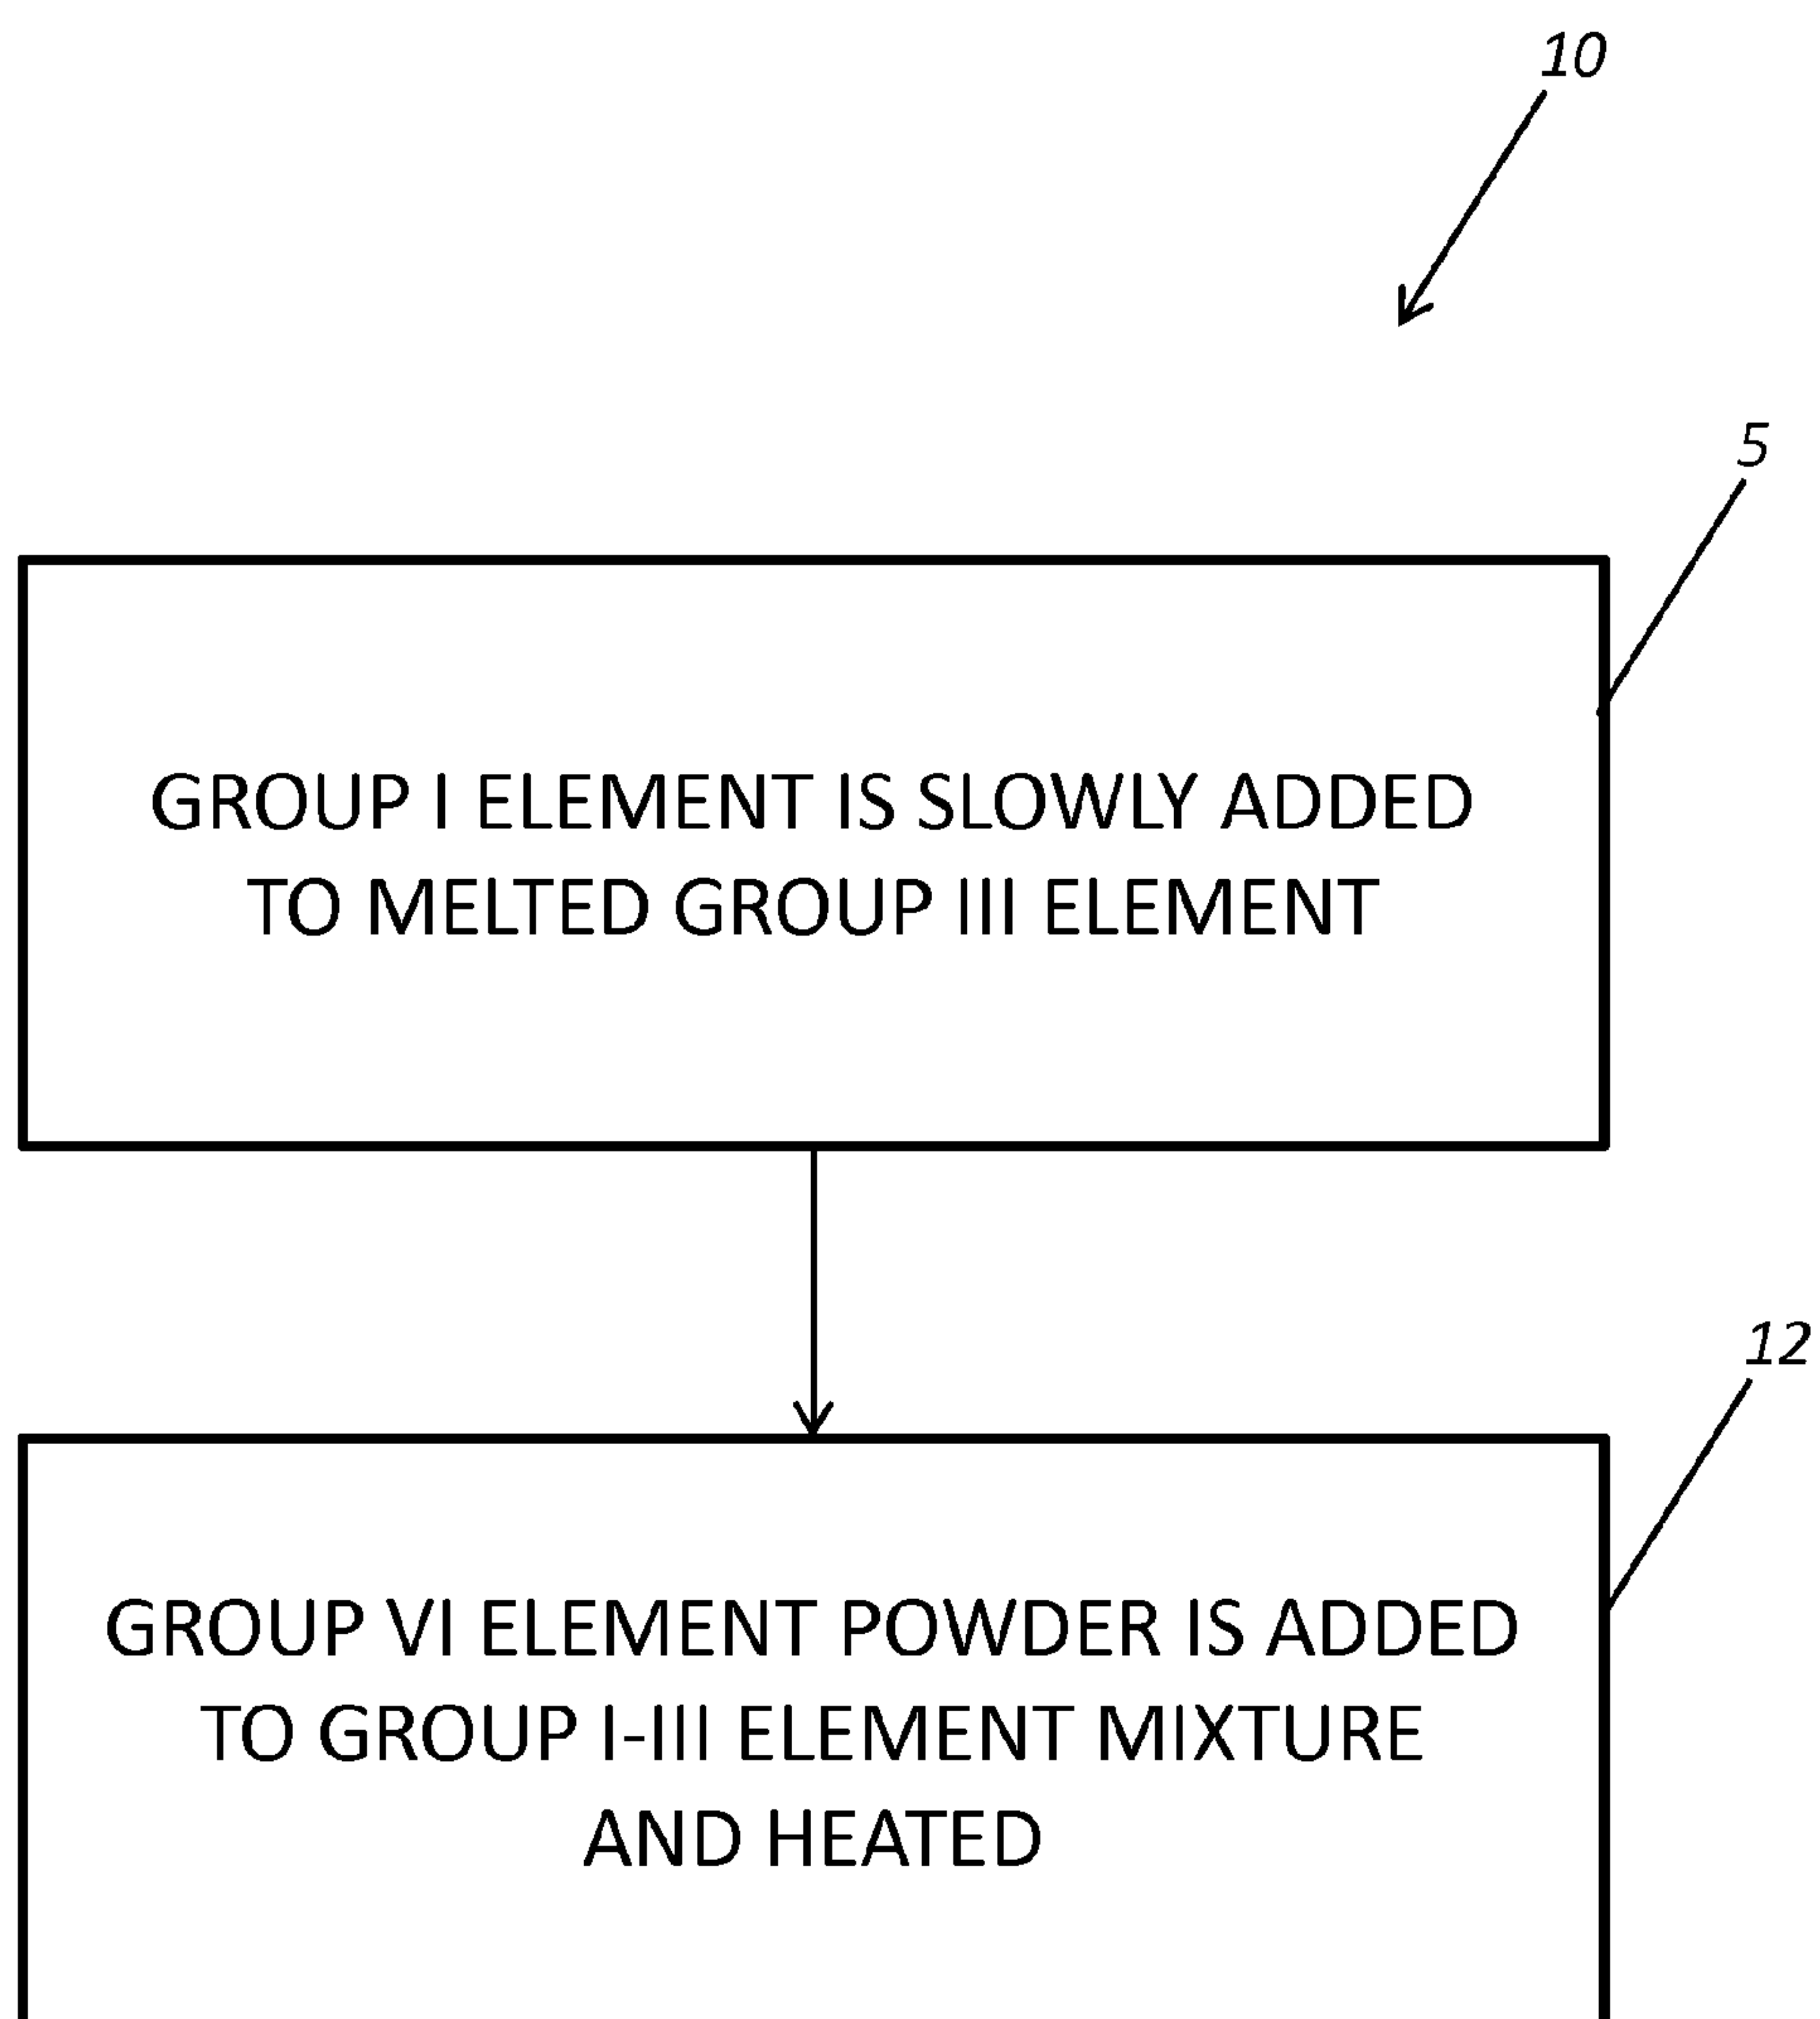 10
5
GROUP I ELEMENT IS SLOWLY ADDED
TO MELTED GROUP III ELEMENT
12
GROUP VI ELEMENT POWDER IS ADDED
TO GROUP I-III ELEMENT MIXTURE
AND HEATED